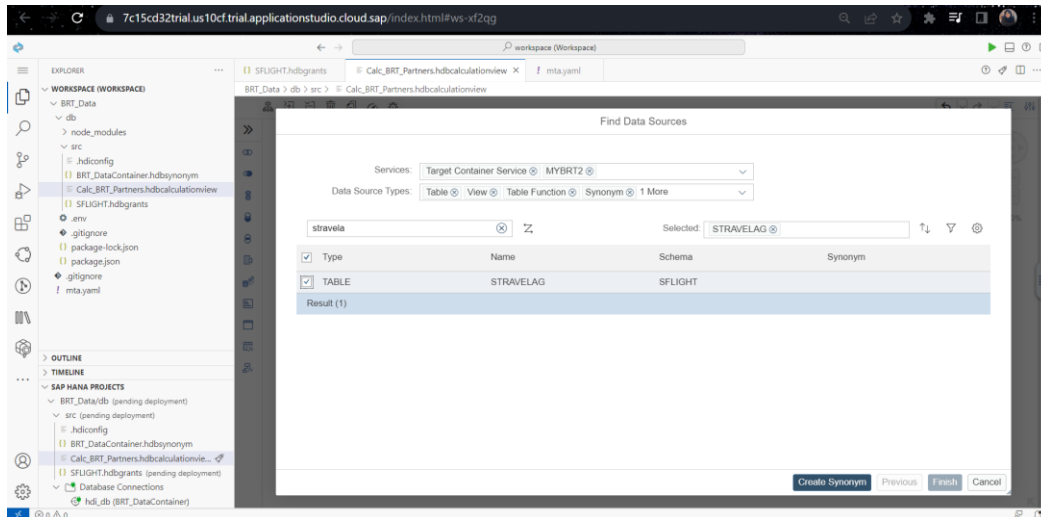 7c15cd32trial.us10cf.trial.applicationstudio.cloud.sap/index.html#ws-xf2qg
workspace (Workspace)
EXPLORER
WORKSPACE (WORKSPACE)
BRT_Data
db
node_modules
src
.hdiconfig
BRT_DataContainer.hdbsynonym
Calc_BRT_Partners.hdbcalculationview
SFLIGHT.hdbgrants
.env
.gitignore
package-lock.json
package.json
.gitignore
mta.yaml
OUTLINE
TIMELINE
SAP HANA PROJECTS
BRT_Data/db (pending deployment)
src (pending deployment)
.hdiconfig
BRT_DataContainer.hdbsynonym
Calc_BRT_Partners.hdbcalculationvie...
SFLIGHT.hdbgrants (pending deployment)
Database Connections
hdi_db (BRT_DataContainer)
SFLIGHT.hdbgrants Calc_BRT_Partners.hdbcalculationview mta.yaml
BRT_Data > db > src > Calc_BRT_Partners.hdbcalculationview
Find Data Sources
Services: Target Container Service MYBRT2
Data Source Types: Table View Table Function Synonym 1 More
stravela Selected: STRAVELAG
Type Name Schema Synonym
TABLE STRAVELAG SFLIGHT
Result (1)
Create Synonym Previous Finish Cancel
0 0